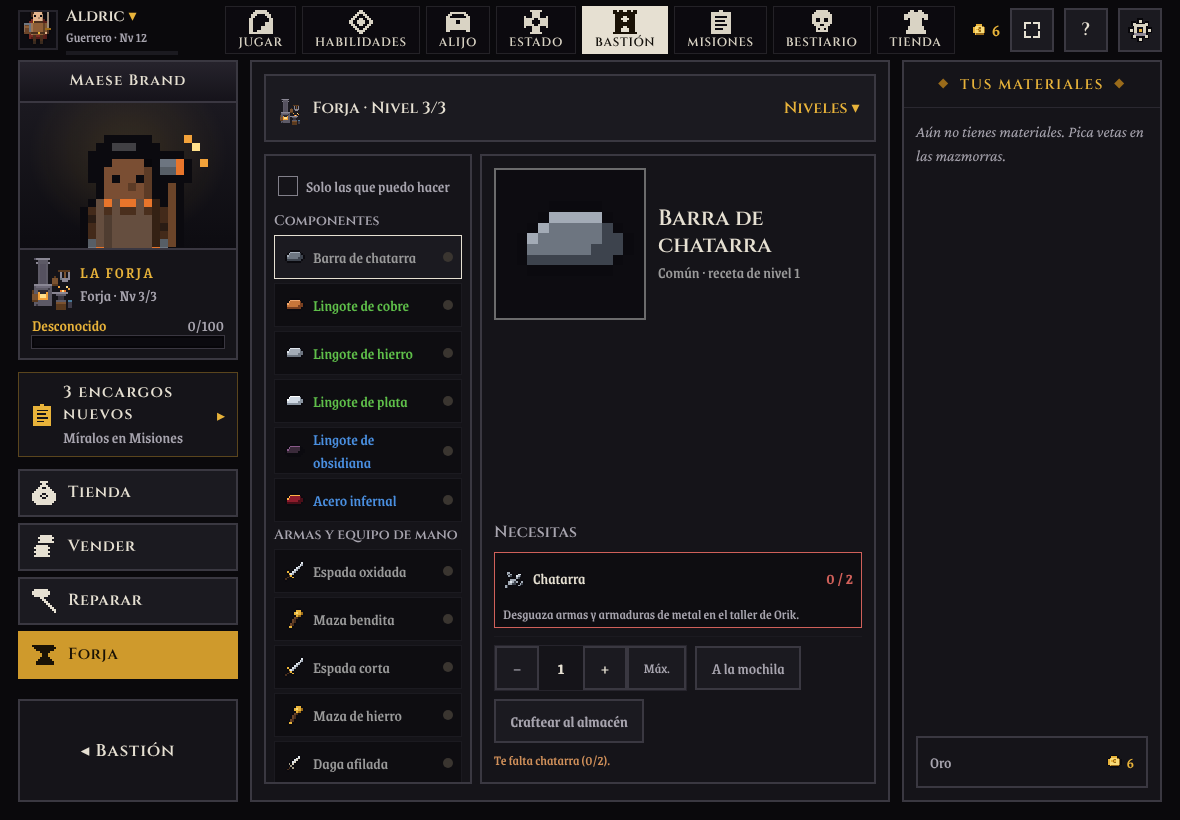 Aldric ▾
Guerrero · Nv 12
JUGAR
HABILIDADES
ALIJO
ESTADO
BASTIÓN
MISIONES
BESTIARIO
TIENDA
6
?
Maese Brand
LA FORJA
Forja · Nv 3/3
Desconocido 0/100
3 ENCARGOS
NUEVOS
Míralos en Misiones
▸
Tienda
Vender
Reparar
Forja
◂ Bastión
Forja · Nivel 3/3
Niveles ▾
Solo las que puedo hacer
Componentes
Barra de chatarra
Lingote de cobre
Lingote de hierro
Lingote de plata
Lingote de
obsidiana
Acero infernal
Armas y equipo de mano
Espada oxidada
Maza bendita
Espada corta
Maza de hierro
Daga afilada
Barra de
chatarra
Común · receta de nivel 1
Necesitas
Chatarra 0 / 2
Desguaza armas y armaduras de metal en el taller de Orik.
− 1 + Máx. A la mochila
Craftear al almacén
Te falta chatarra (0/2).
◆ TUS MATERIALES ◆
Aún no tienes materiales. Pica vetas en
las mazmorras.
Oro 6